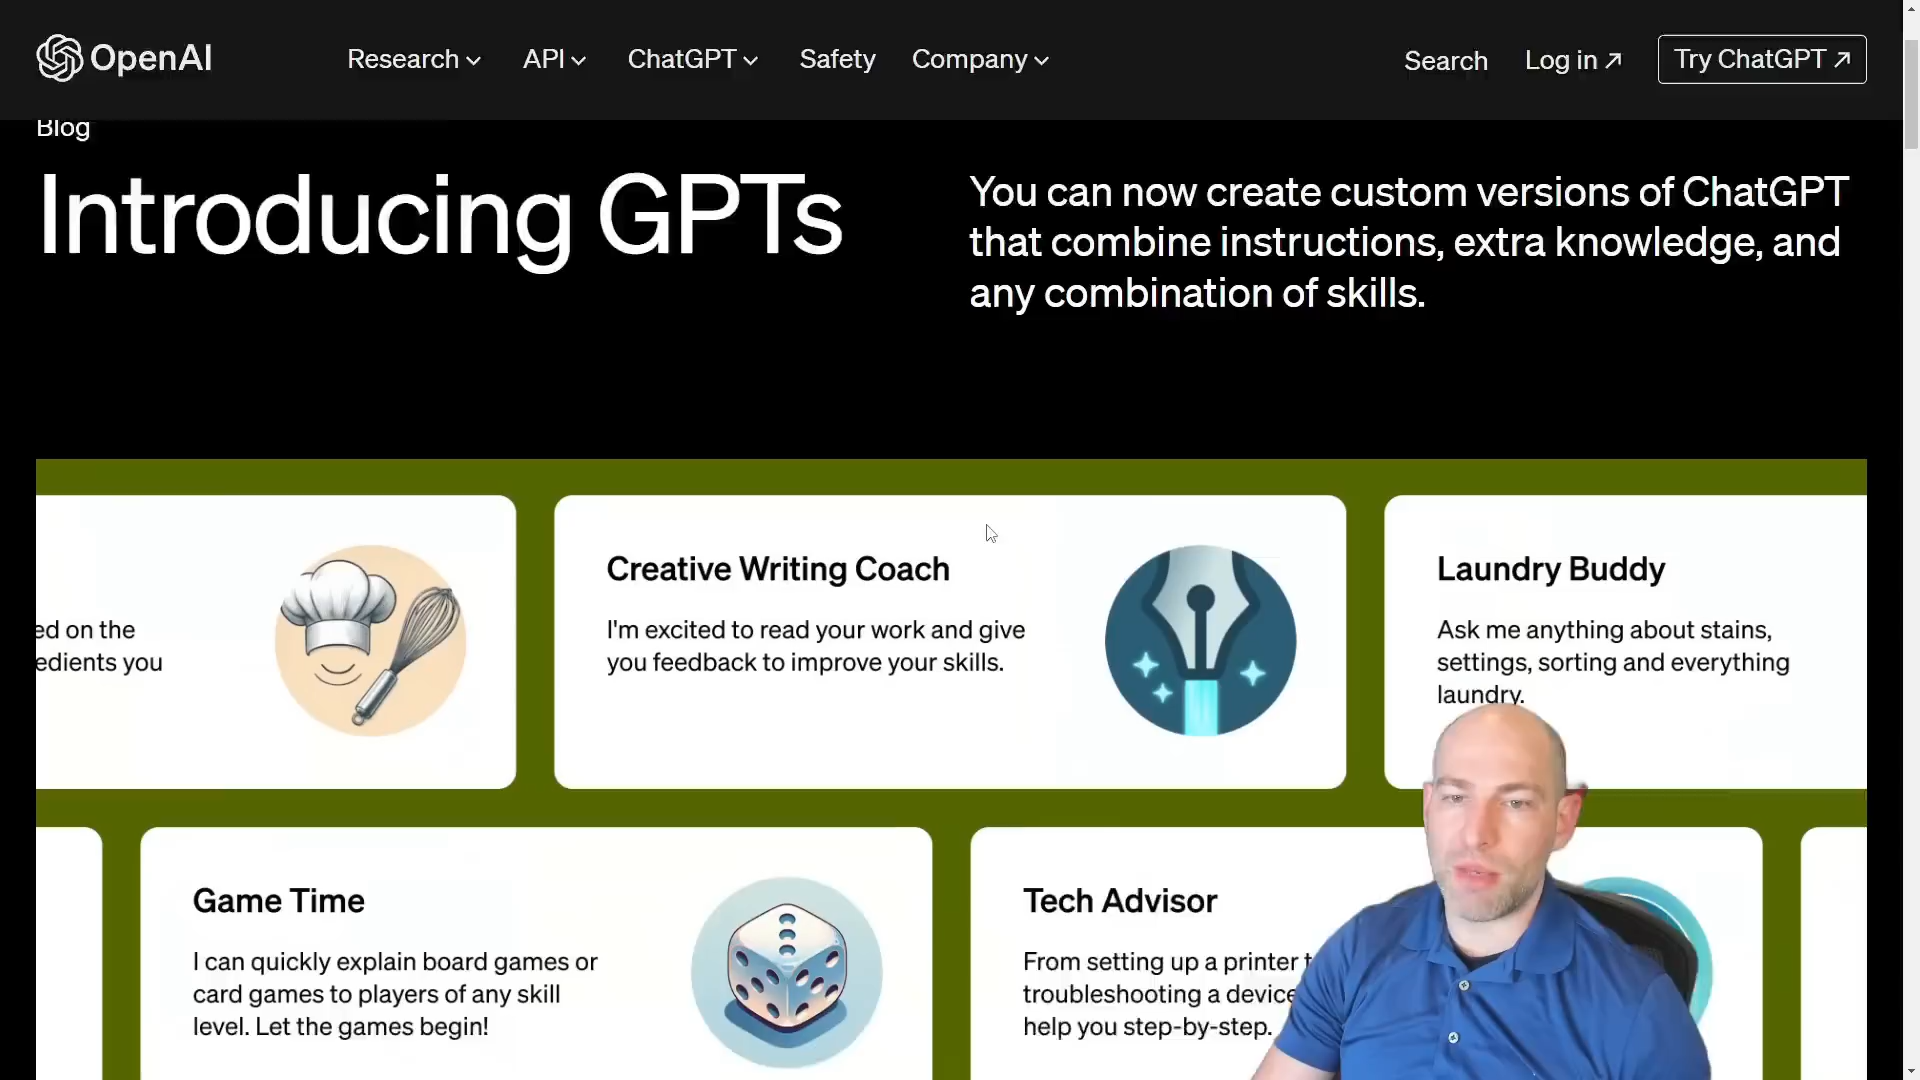 OpenAI
Research
API
ChatGPT
Safety
Company
Search
Log in
Try ChatGPT
Blog
Introducing GPTs
You can now create custom versions of ChatGPT
that combine instructions, extra knowledge, and
any combination of skills.
ed on the
edients you
Creative Writing Coach
I'm excited to read your work and give
you feedback to improve your skills.
Laundry Buddy
Ask me anything about stains,
settings, sorting and everything
laundry.
Game Time
I can quickly explain board games or
card games to players of any skill
level. Let the games begin!
Tech Advisor
From setting up a printer t
troubleshooting a device
help you step-by-step.